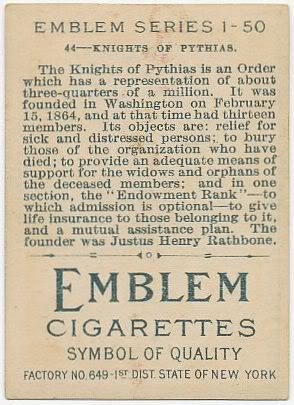 EMBLEM SERIES 1-50
44—KNIGHTS OF PYTHIAS.
The Knights of Pythias is an Order
which has a representation of about
three-quarters of a million. It was
founded in Washington on February
15, 1864, and at that time had thirteen
members. Its objects are: relief for
sick and distressed persons; to bury
those of the organization who have
died; to provide an adequate means of
support for the widows and orphans of
the deceased members; and in one
section, the "Endowment Rank"—to
which admission is optional—to give
life insurance to those belonging to it,
and a mutual assistance plan. The
founder was Justus Henry Rathbone.
EMBLEM
CIGARETTES
SYMBOL OF QUALITY
FACTORY NO. 649-1ST DIST. STATE OF NEW YORK